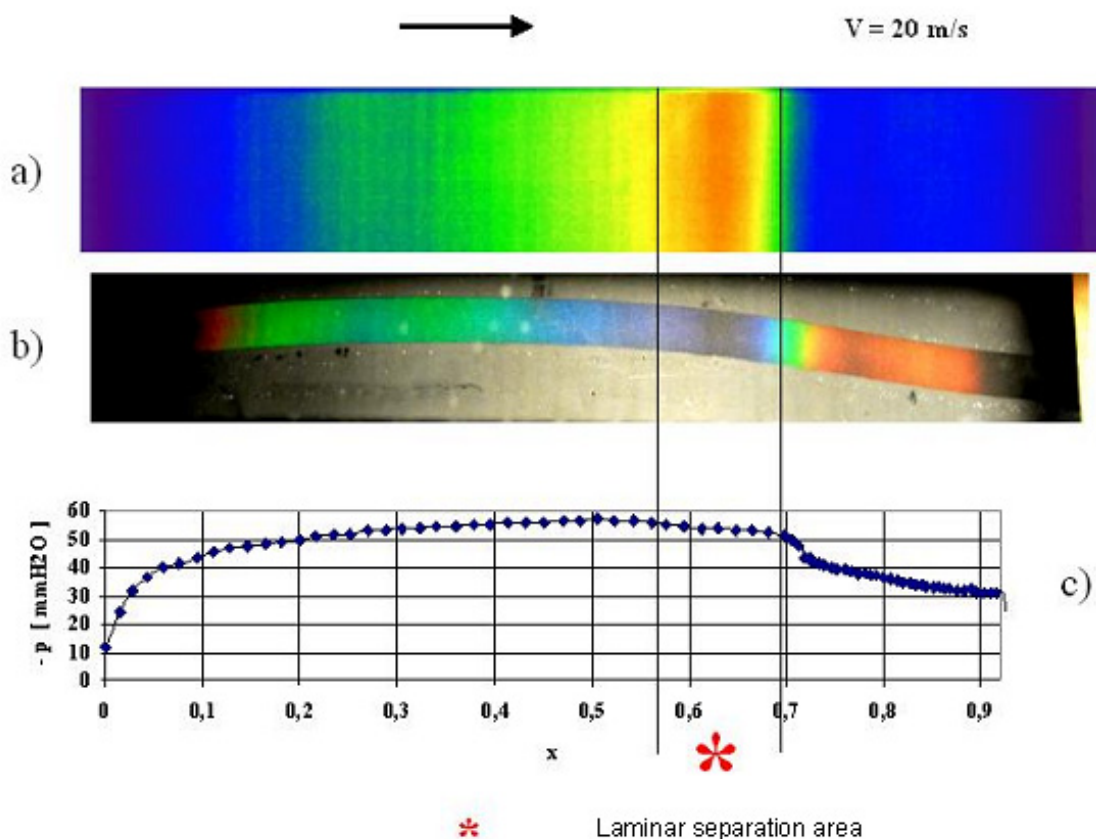 V = 20 m/s
a)
b)
60
50
40
30
20
10
0
- p [ mmH2O ]
c)
0 0,1 0,2 0,3 0,4 0,5 0,6 0,7 0,8 0,9
x
*
* Laminar separation area